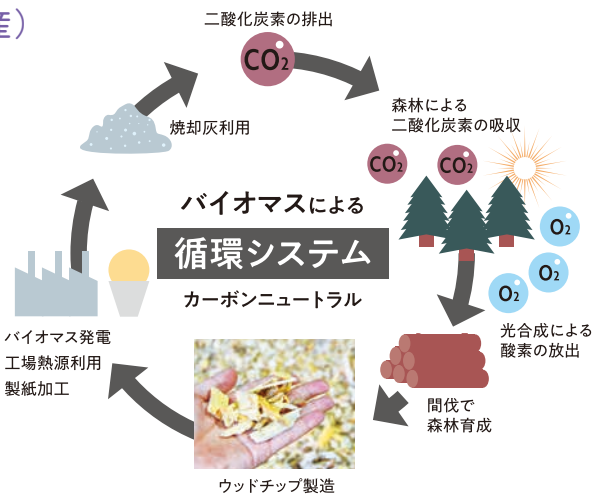 産）
二酸化炭素の排出
CO2
森林による
二酸化炭素の吸収
CO2
CO2
焼却灰利用
バイオマスによる
循環システム
カーボンニュートラル
O2
O2
O2
光合成による
酸素の放出
バイオマス発電
工場熱源利用
製紙加工
間伐で
森林育成
ウッドチップ製造